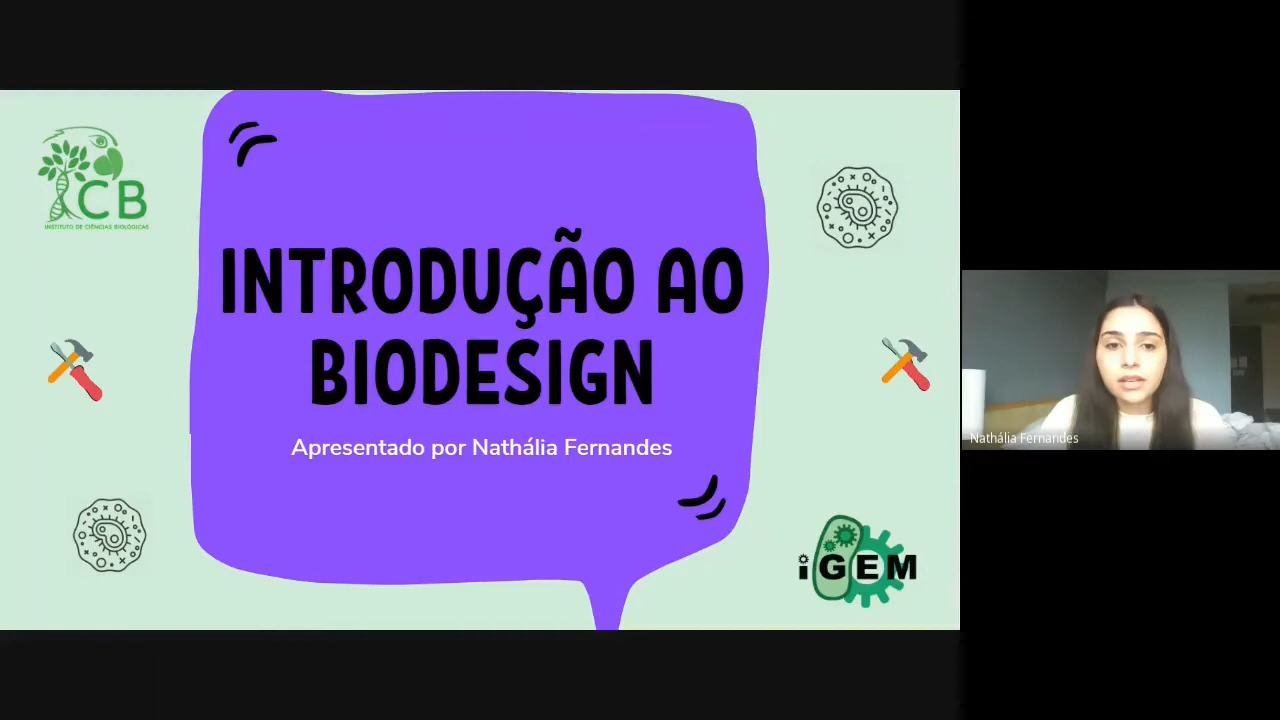 ICB
INSTITUTO DE CIÊNCIAS BIOLÓGICAS
INTRODUÇÃO AO
BIODESIGN
Apresentado por Nathália Fernandes
iGEM
Nathália Fernandes